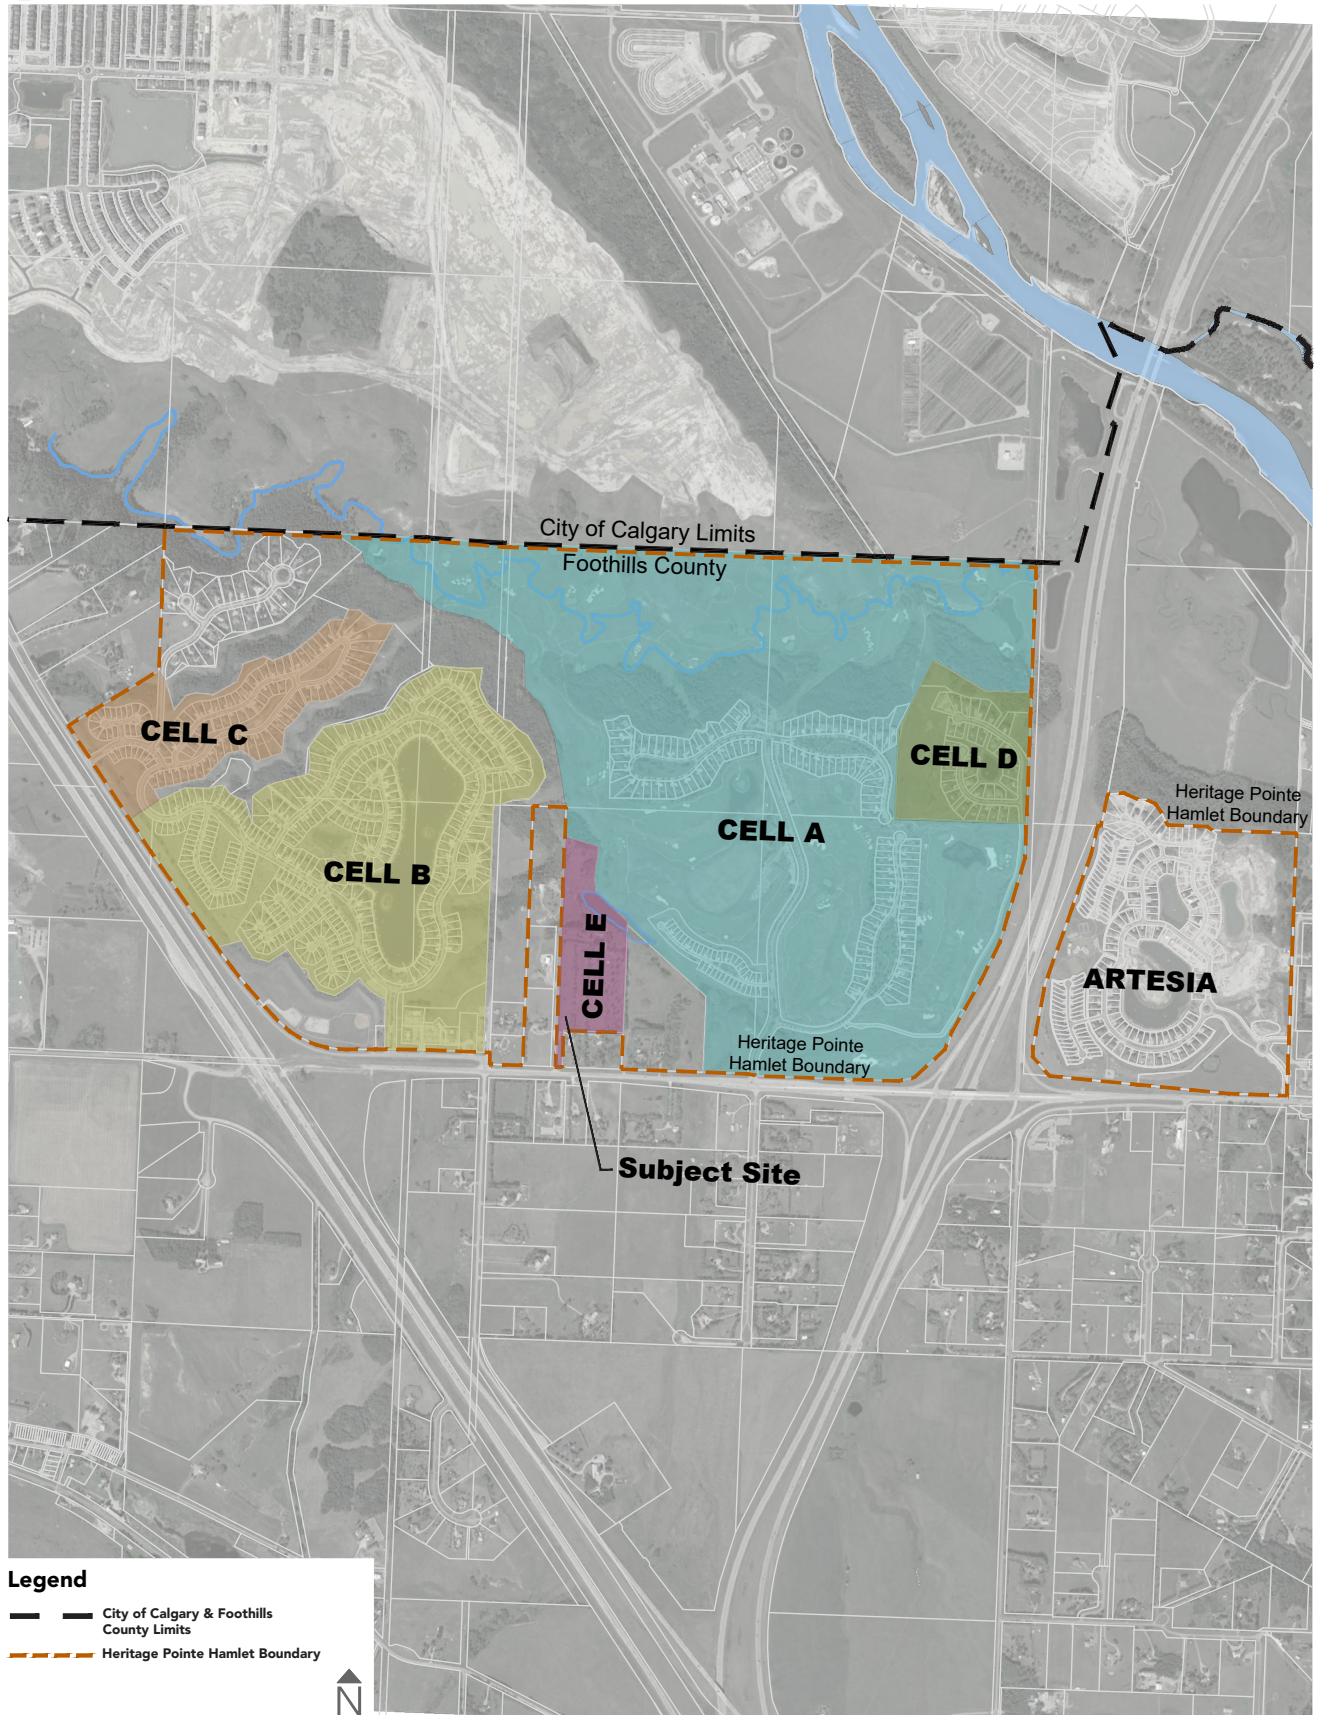 City of Calgary Limits
Foothills County
CELL C
CELL D
Heritage Pointe
Hamlet Boundary
CELL A
CELL B
CELL E
ARTESIA
Heritage Pointe
Hamlet Boundary
Subject Site
Legend
City of Calgary & Foothills
County Limits
Heritage Pointe Hamlet Boundary
N